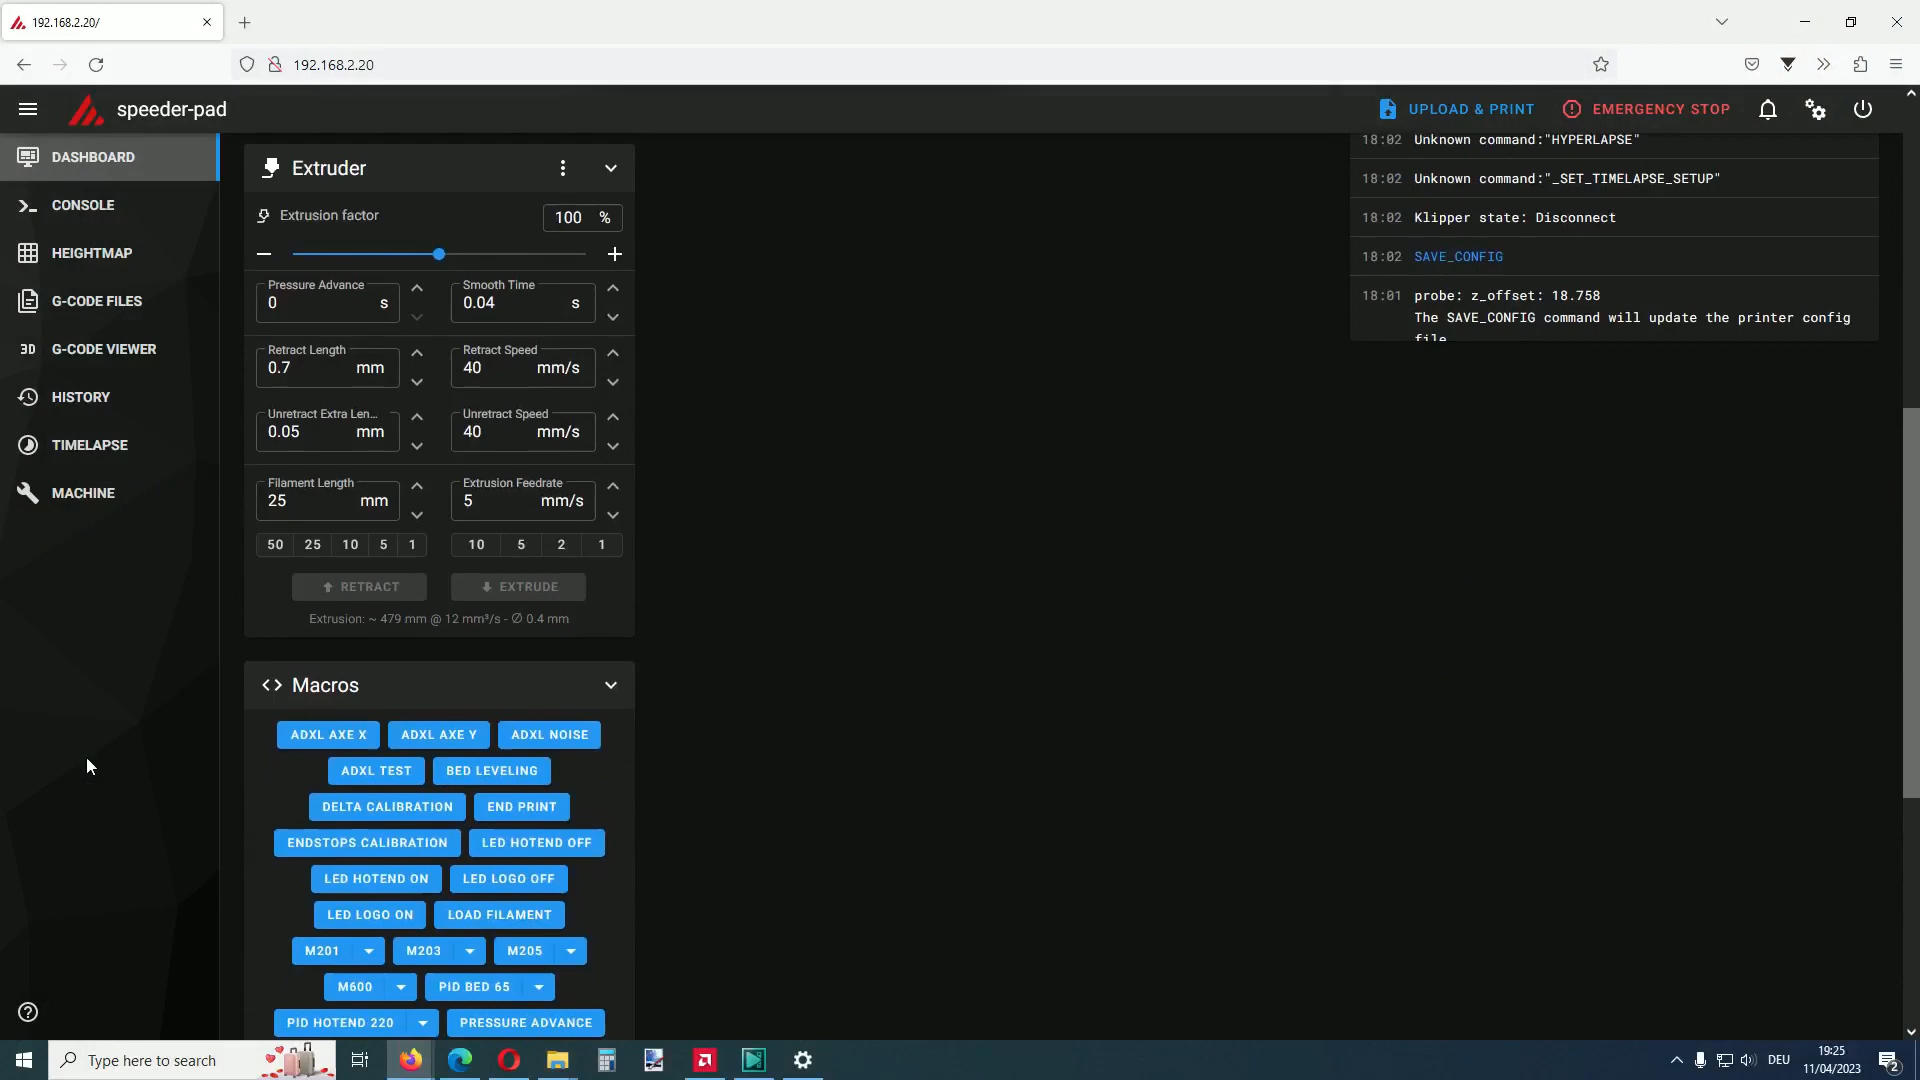 192.168.2.20/
192.168.2.20
speeder-pad
UPLOAD & PRINT
EMERGENCY STOP
DASHBOARD
CONSOLE
HEIGHTMAP
G-CODE FILES
3D G-CODE VIEWER
HISTORY
TIMELAPSE
MACHINE
Extruder
Extrusion factor
100 %
Pressure Advance
0 s
Smooth Time
0.04 s
Retract Length
0.7 mm
Retract Speed
40 mm/s
Unretract Extra Len...
0.05 mm
Unretract Speed
40 mm/s
Filament Length
25 mm
Extrusion Feedrate
5 mm/s
50 25 10 5 1
10 5 2 1
RETRACT
EXTRUDE
Extrusion: ~ 479 mm @ 12 mm³/s - ∅ 0.4 mm
Macros
ADXL AXE X ADXL AXE Y ADXL NOISE
ADXL TEST BED LEVELING
DELTA CALIBRATION END PRINT
ENDSTOPS CALIBRATION LED HOTEND OFF
LED HOTEND ON LED LOGO OFF
LED LOGO ON LOAD FILAMENT
M201 M203 M205
M600 PID BED 65
PID HOTEND 220 PRESSURE ADVANCE
18:02 Unknown command:"HYPERLAPSE"
18:02 Unknown command:"_SET_TIMELAPSE_SETUP"
18:02 Klipper state: Disconnect
18:02 SAVE_CONFIG
18:01 probe: z_offset: 18.758
The SAVE_CONFIG command will update the printer config
file
Type here to search
DEU
19:25
11/04/2023
2